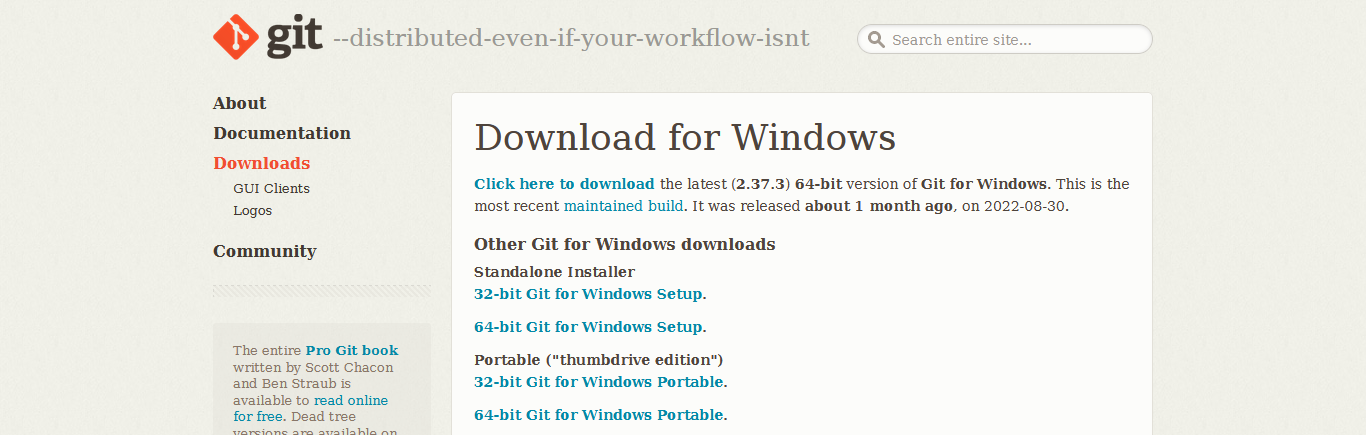 git --distributed-even-if-your-workflow-isnt
Search entire site...
About
Documentation
Downloads
GUI Clients
Logos
Community
The entire Pro Git book
written by Scott Chacon
and Ben Straub is
available to read online
for free. Dead tree
versions are available on
Download for Windows
Click here to download the latest (2.37.3) 64-bit version of Git for Windows. This is the
most recent maintained build. It was released about 1 month ago, on 2022-08-30.
Other Git for Windows downloads
Standalone Installer
32-bit Git for Windows Setup.
64-bit Git for Windows Setup.
Portable ("thumbdrive edition")
32-bit Git for Windows Portable.
64-bit Git for Windows Portable.